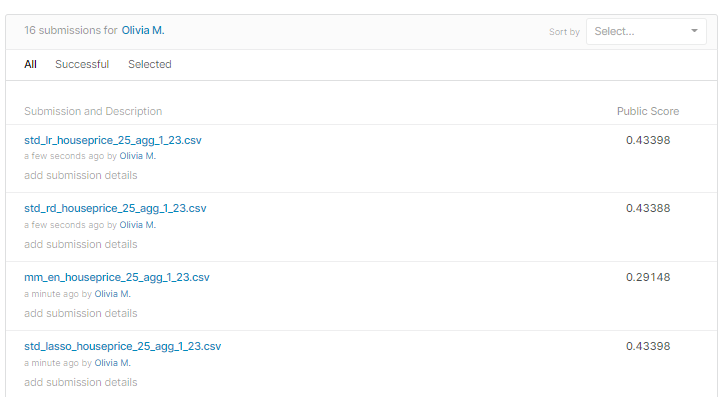 16 submissions for Olivia M.
Sort by Select...
All Successful Selected
Submission and Description Public Score
std_lr_houseprice_25_agg_1_23.csv 0.43398
a few seconds ago by Olivia M.
add submission details
std_rd_houseprice_25_agg_1_23.csv 0.43388
a few seconds ago by Olivia M.
add submission details
mm_en_houseprice_25_agg_1_23.csv 0.29148
a minute ago by Olivia M.
add submission details
std_lasso_houseprice_25_agg_1_23.csv 0.43398
a minute ago by Olivia M.
add submission details